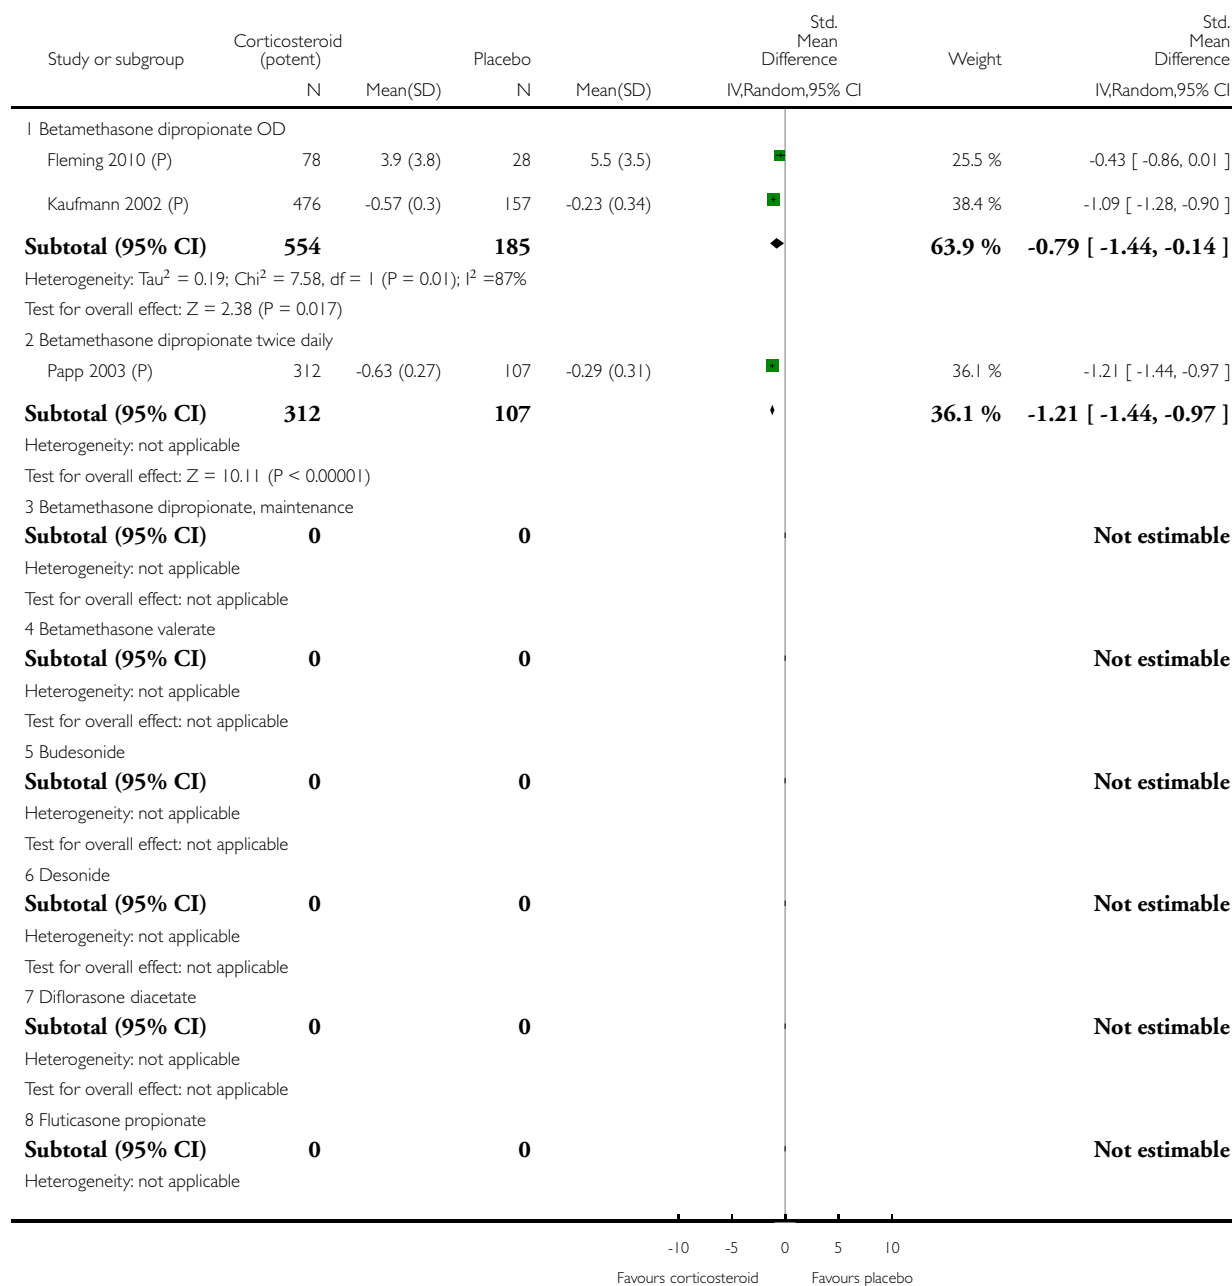 Study or subgroup Corticosteroid (potent) Placebo Std. Mean Difference Weight Std. Mean Difference
N Mean(SD) N Mean(SD) IV,Random,95% CI IV,Random,95% CI
1 Betamethasone dipropionate OD
Fleming 2010 (P) 78 3.9 (3.8) 28 5.5 (3.5) 25.5 % -0.43 [ -0.86, 0.01 ]
Kaufmann 2002 (P) 476 -0.57 (0.3) 157 -0.23 (0.34) 38.4 % -1.09 [ -1.28, -0.90 ]
Subtotal (95% CI) 554 185 63.9 % -0.79 [ -1.44, -0.14 ]
Heterogeneity: Tau² = 0.19; Chi² = 7.58, df = 1 (P = 0.01); I² =87%
Test for overall effect: Z = 2.38 (P = 0.017)
2 Betamethasone dipropionate twice daily
Papp 2003 (P) 312 -0.63 (0.27) 107 -0.29 (0.31) 36.1 % -1.21 [ -1.44, -0.97 ]
Subtotal (95% CI) 312 107 36.1 % -1.21 [ -1.44, -0.97 ]
Heterogeneity: not applicable
Test for overall effect: Z = 10.11 (P < 0.00001)
3 Betamethasone dipropionate, maintenance
Subtotal (95% CI) 0 0 Not estimable
Heterogeneity: not applicable
Test for overall effect: not applicable
4 Betamethasone valerate
Subtotal (95% CI) 0 0 Not estimable
Heterogeneity: not applicable
Test for overall effect: not applicable
5 Budesonide
Subtotal (95% CI) 0 0 Not estimable
Heterogeneity: not applicable
Test for overall effect: not applicable
6 Desonide
Subtotal (95% CI) 0 0 Not estimable
Heterogeneity: not applicable
Test for overall effect: not applicable
7 Diflorasone diacetate
Subtotal (95% CI) 0 0 Not estimable
Heterogeneity: not applicable
Test for overall effect: not applicable
8 Fluticasone propionate
Subtotal (95% CI) 0 0 Not estimable
Heterogeneity: not applicable
-10 -5 0 5 10
Favours corticosteroid Favours placebo